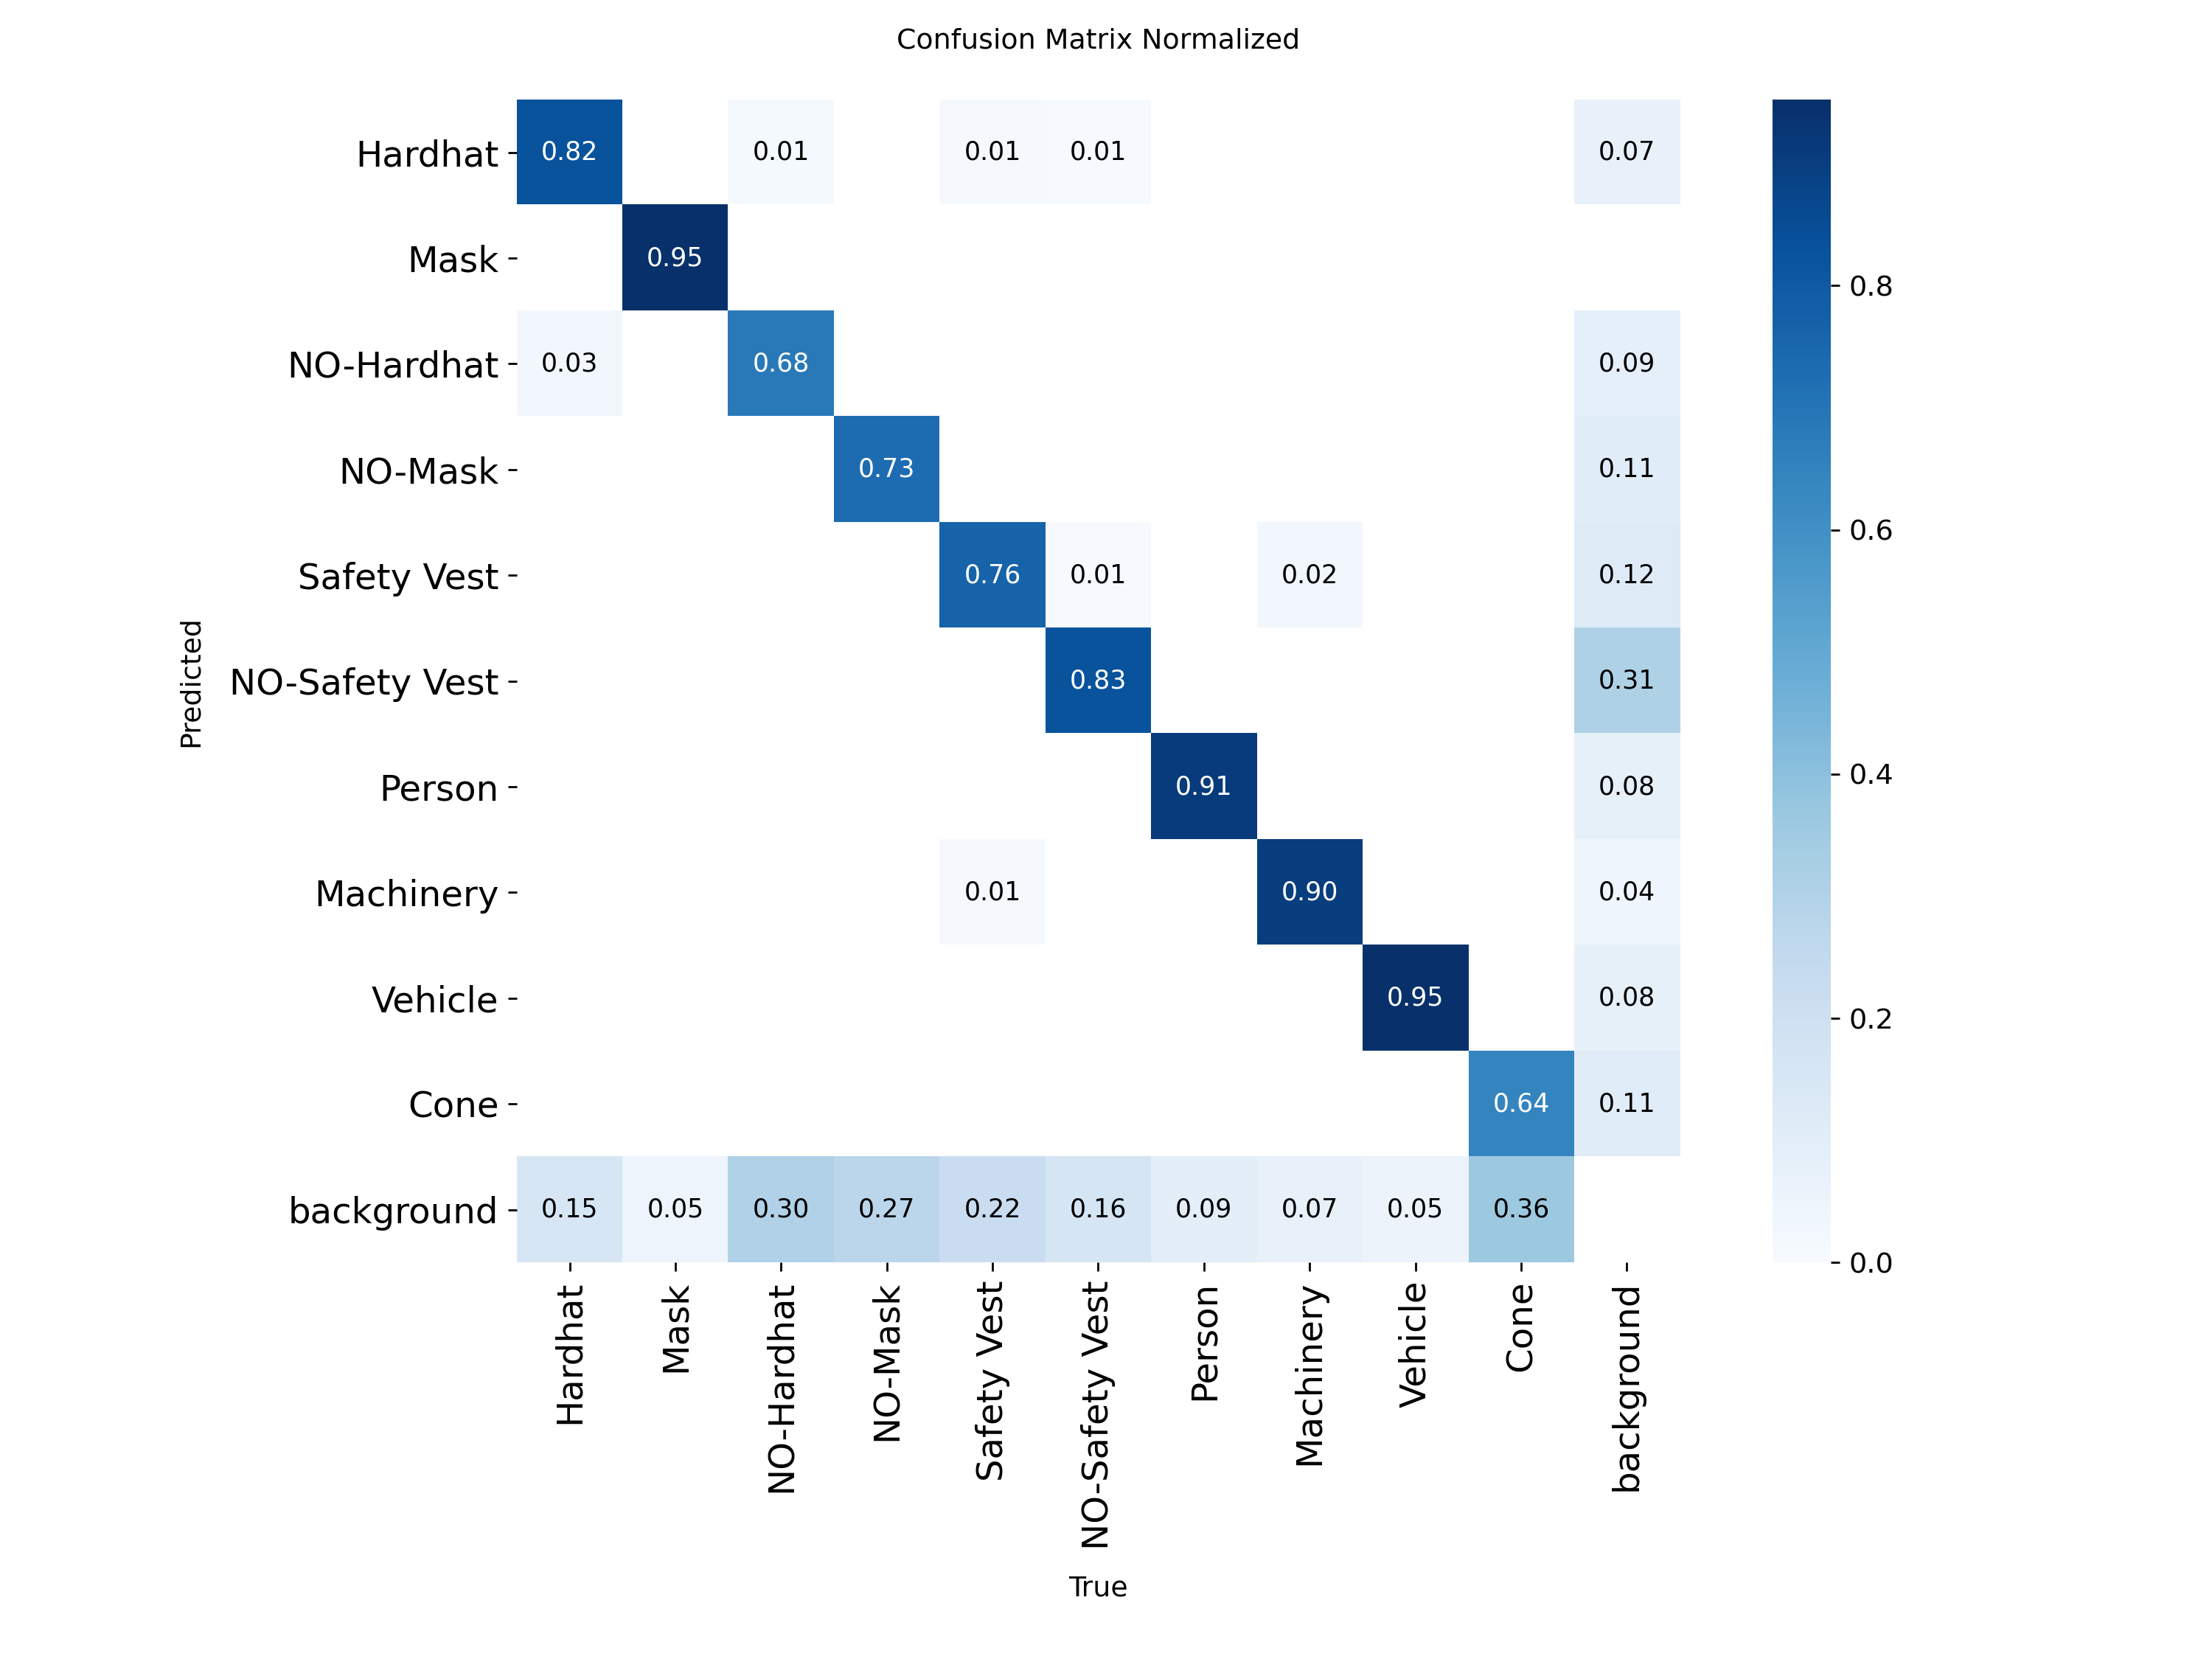 Confusion Matrix Normalized
Hardhat 0.82 0.01 0.01 0.01 0.07
Mask 0.95
NO-Hardhat 0.03 0.68 0.09
NO-Mask 0.73 0.11
Safety Vest 0.76 0.01 0.02 0.12
NO-Safety Vest 0.83 0.31
Person 0.91 0.08
Machinery 0.01 0.90 0.04
Vehicle 0.95 0.08
Cone 0.64 0.11
background 0.15 0.05 0.30 0.27 0.22 0.16 0.09 0.07 0.05 0.36
Predicted
Hardhat
Mask
NO-Hardhat
NO-Mask
Safety Vest
NO-Safety Vest
Person
Machinery
Vehicle
Cone
background
True
0.8
0.6
0.4
0.2
0.0